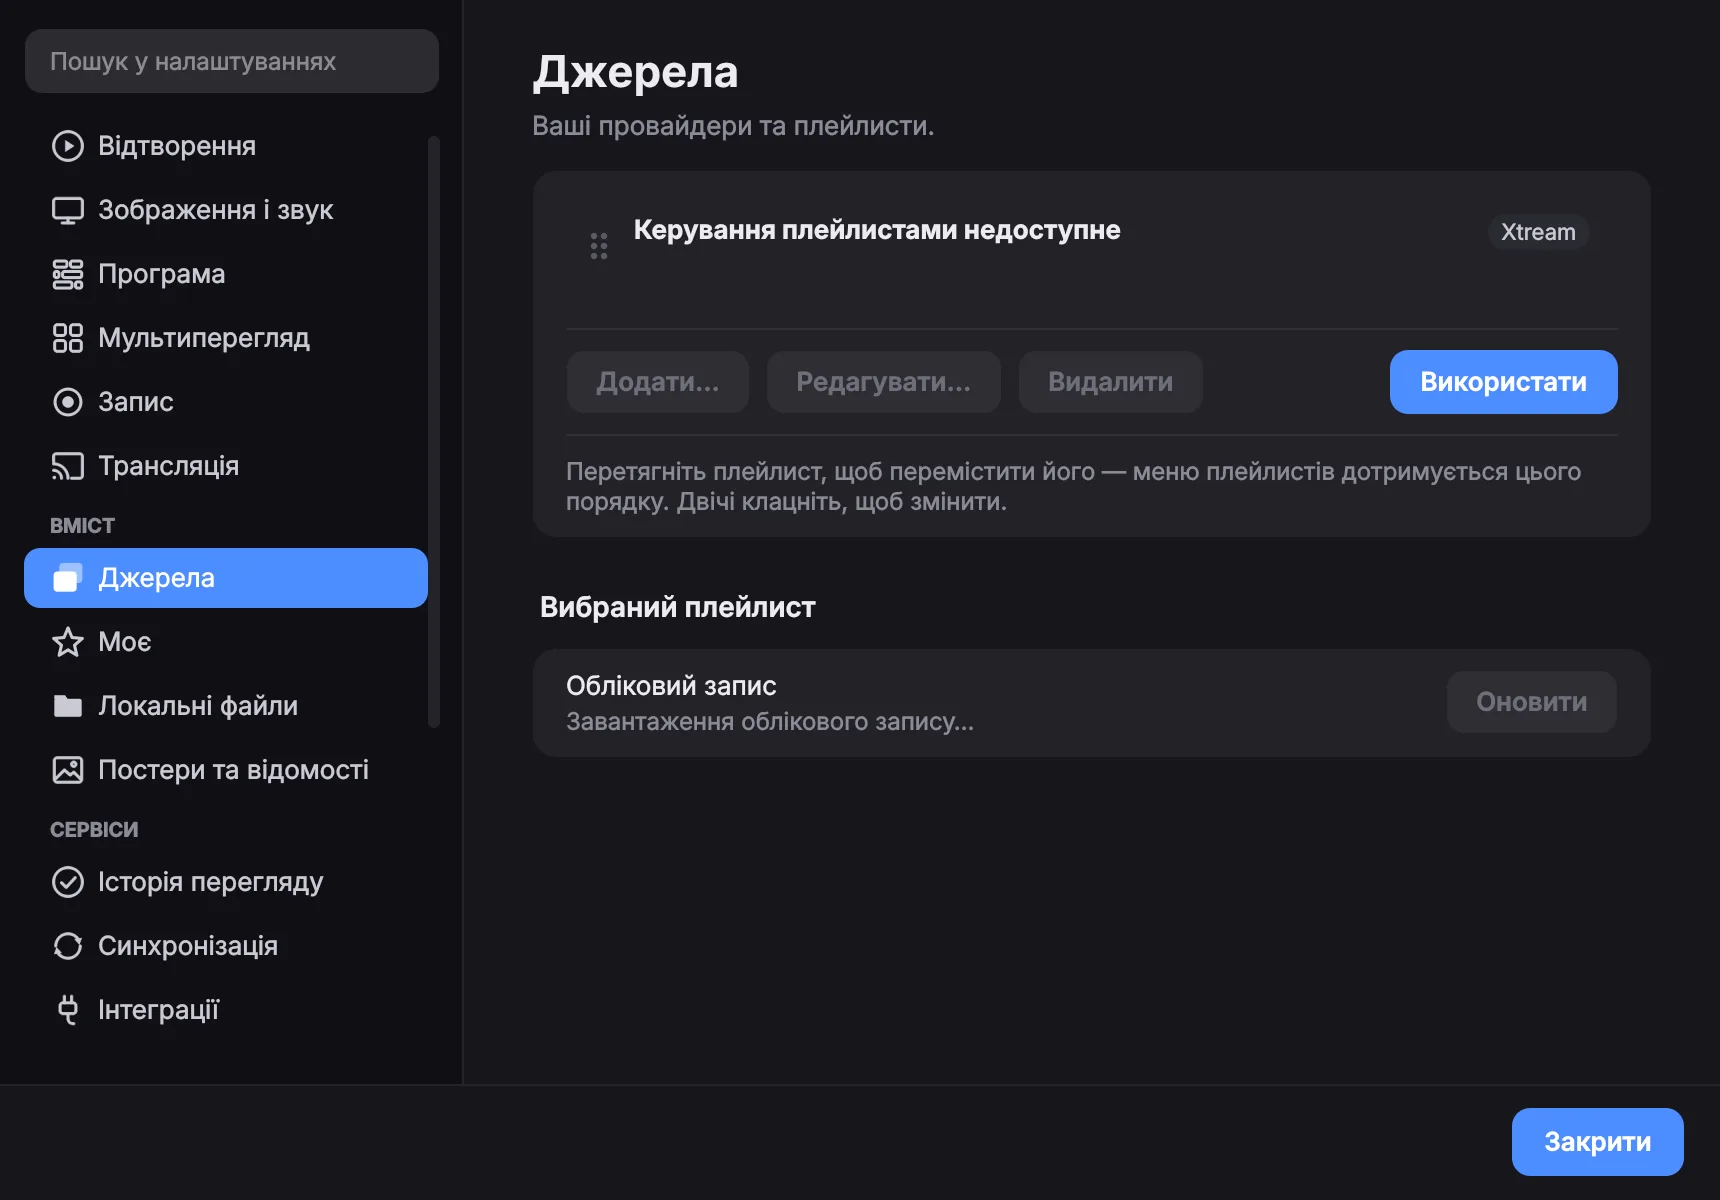 Пошук у налаштуваннях
Відтворення
Зображення і звук
Програма
Мультиперегляд
Запис
Трансляція
ВМІСТ
Джерела
Моє
Локальні файли
Постери та відомості
СЕРВІСИ
Історія перегляду
Синхронізація
Інтеграції
Джерела
Ваші провайдери та плейлисти.
Керування плейлистами недоступне
Xtream
Додати...
Редагувати...
Видалити
Використати
Перетягніть плейлист, щоб перемістити його — меню плейлистів дотримується цього
порядку. Двічі клацніть, щоб змінити.
Вибраний плейлист
Обліковий запис
Завантаження облікового запису...
Оновити
Закрити